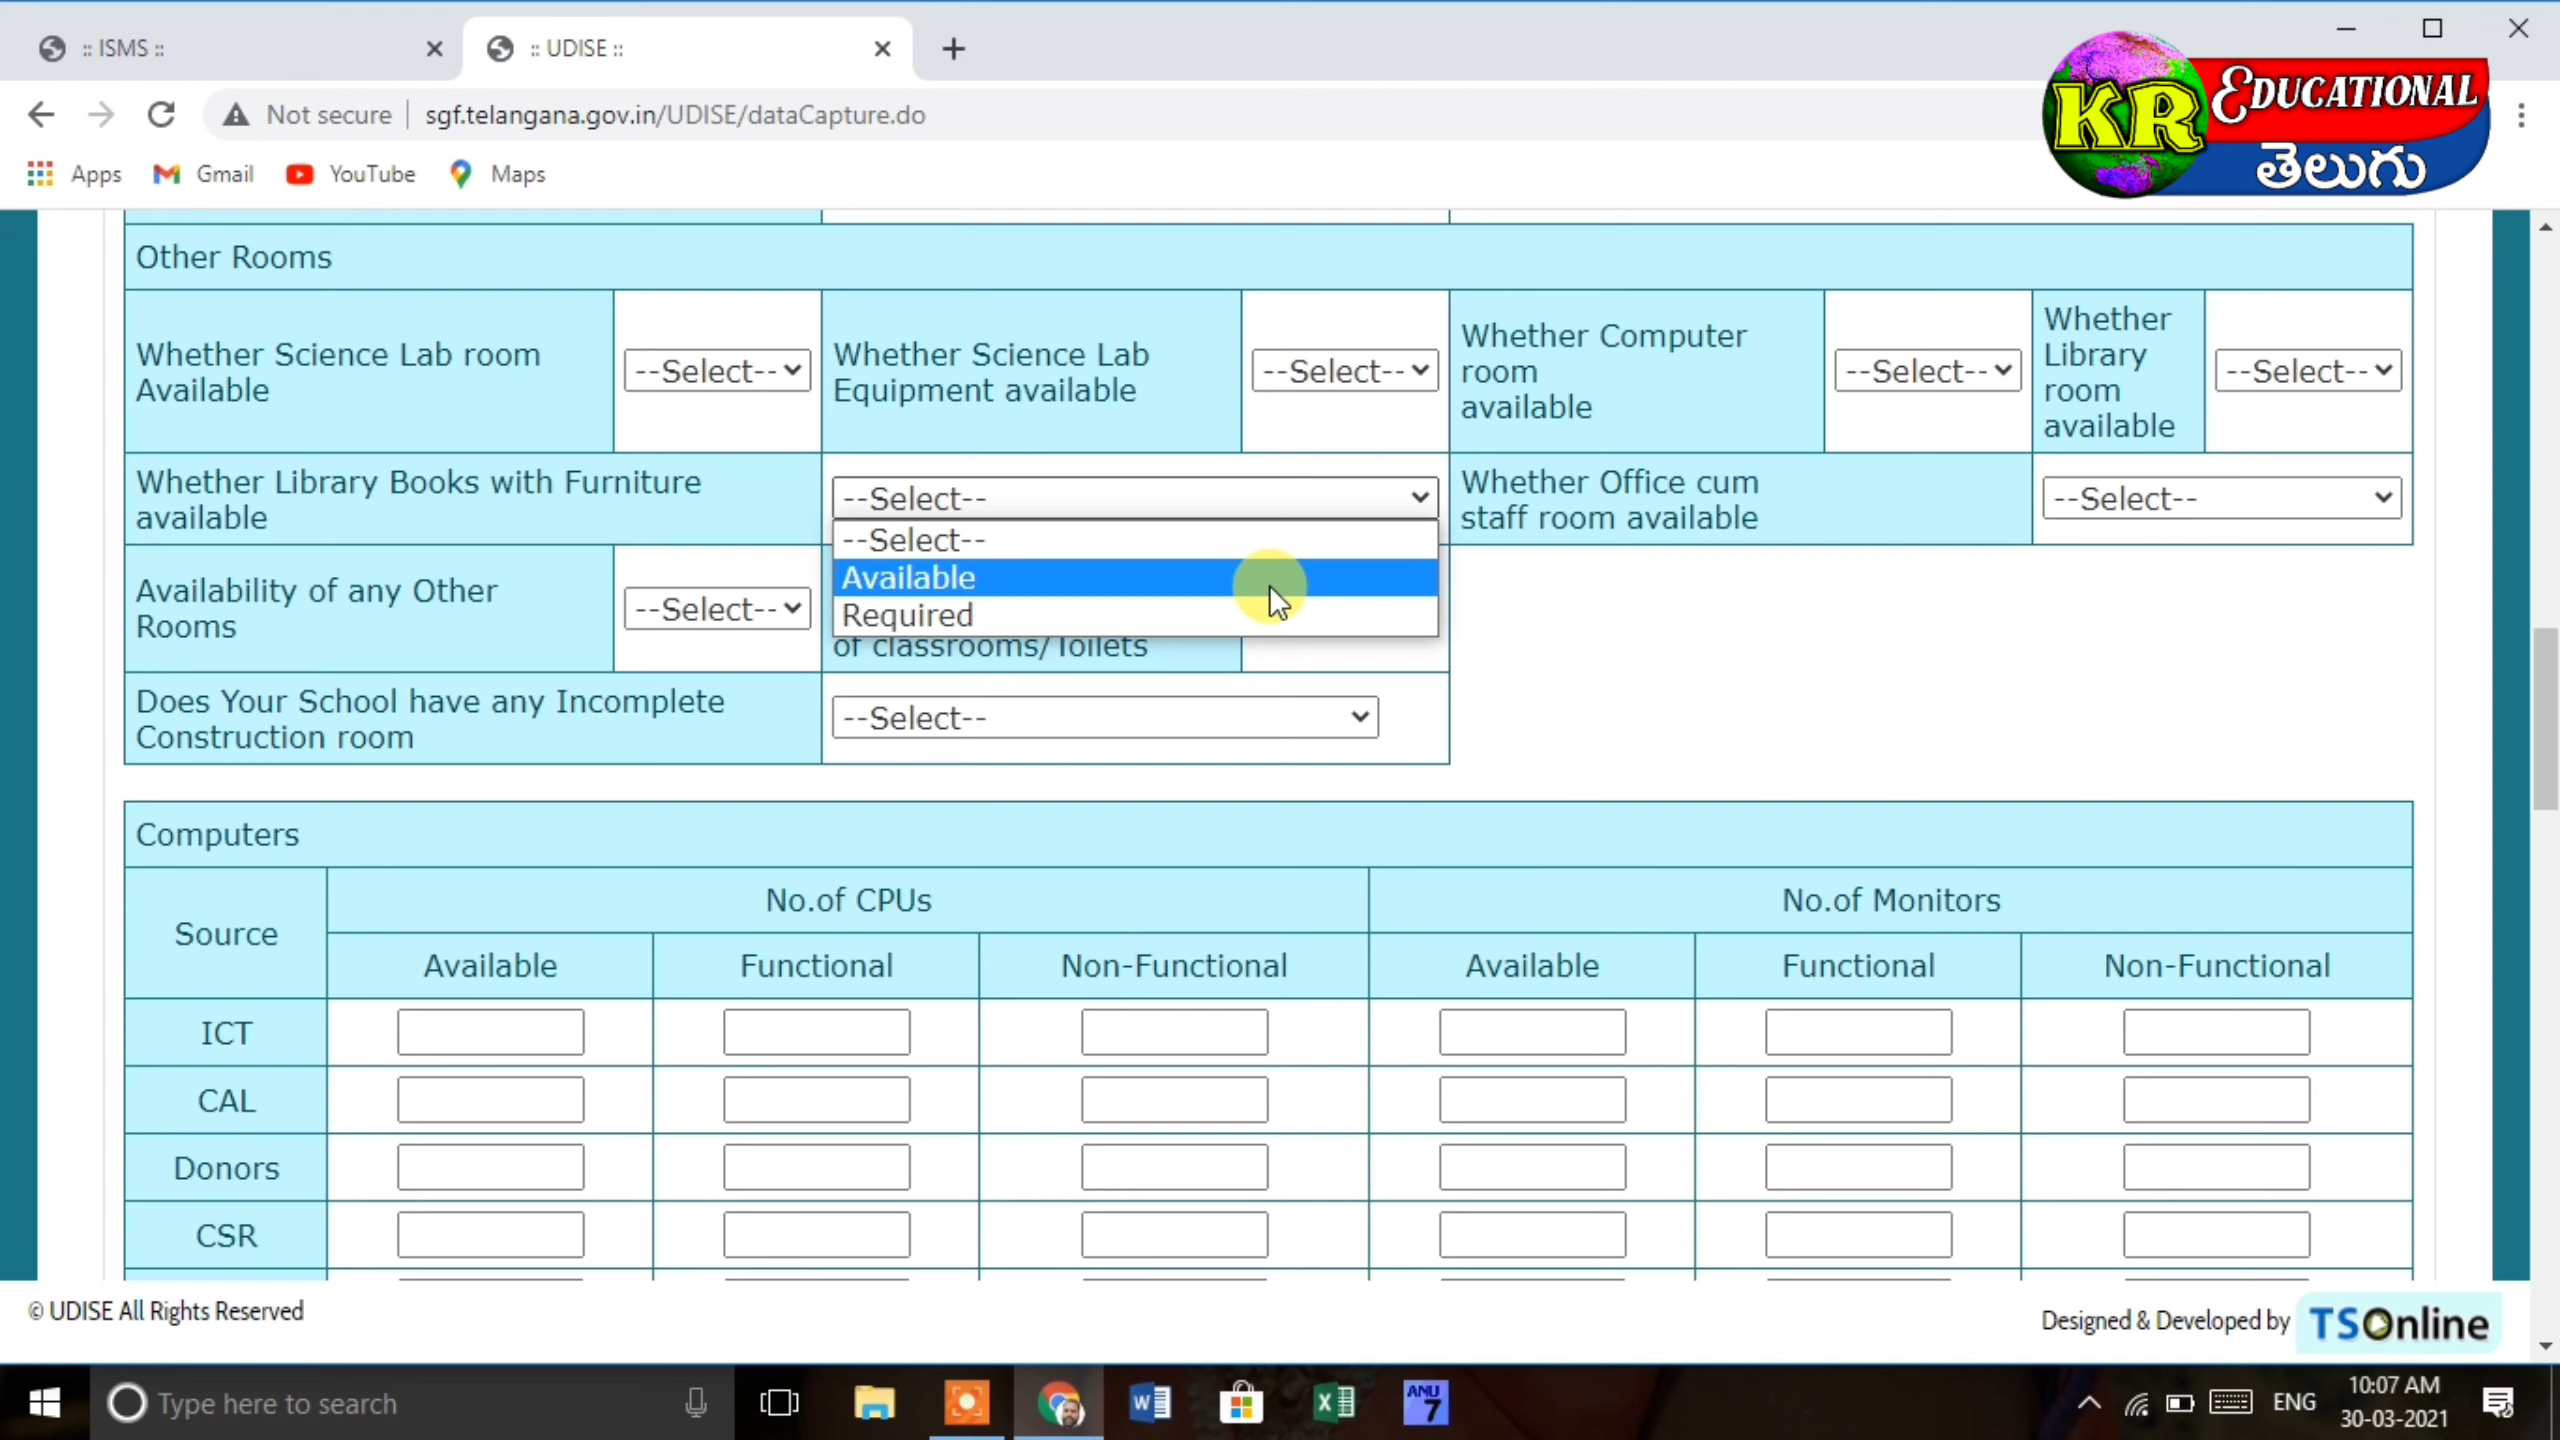 :: ISMS ::
:: UDISE ::
Not secure
sgf.telangana.gov.in/UDISE/dataCapture.do
KR EDUCATIONAL
తెలుగు
Apps
Gmail
YouTube
Maps
Other Rooms
Whether Science Lab room
Available
--Select--
Whether Science Lab
Equipment available
--Select--
Whether Computer
room
available
--Select--
Whether
Library
room
available
--Select--
Whether Library Books with Furniture
available
--Select--
--Select--
Available
Required
Whether Office cum
staff room available
--Select--
Availability of any Other
Rooms
--Select--
of classrooms/Toilets
Does Your School have any Incomplete
Construction room
--Select--
Computers
Source
No.of CPUs
No.of Monitors
Available
Functional
Non-Functional
Available
Functional
Non-Functional
ICT
CAL
Donors
CSR
© UDISE All Rights Reserved
Designed & Developed by
TSOnline
Type here to search
ANU
7
ENG
10:07 AM
30-03-2021